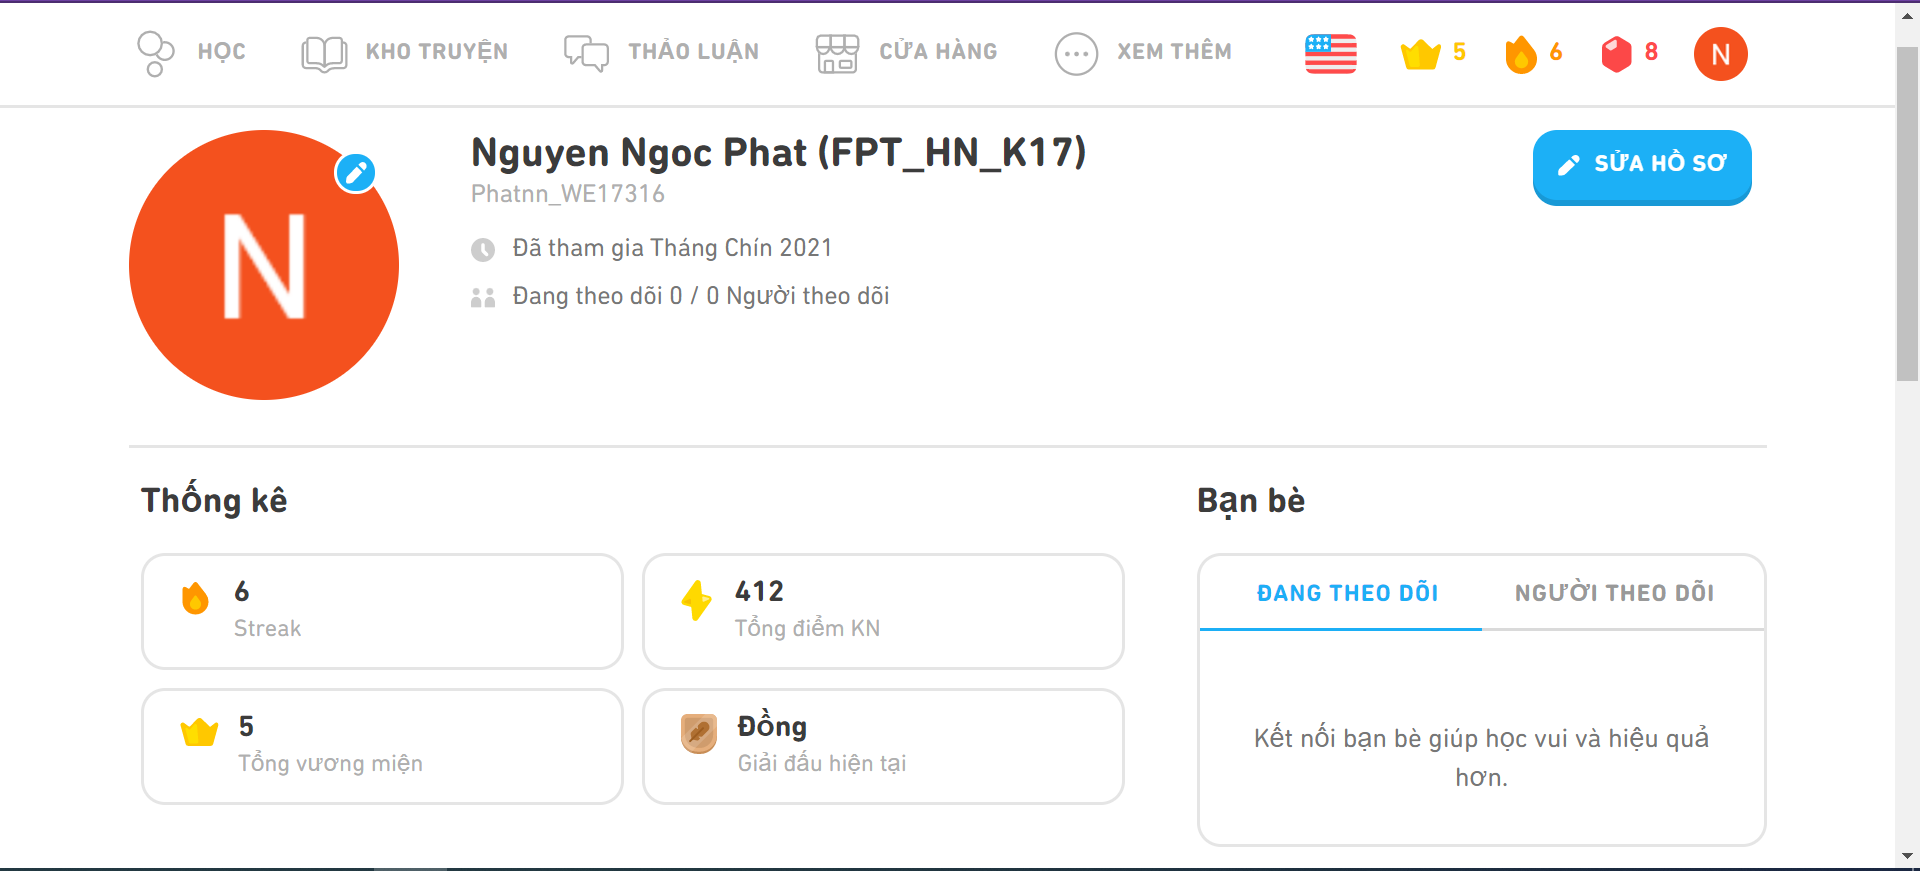 HỌC
KHO TRUYỆN
THẢO LUẬN
CỬA HÀNG
XEM THÊM
5
6
8
N
N
Nguyen Ngoc Phat (FPT_HN_K17)
Phatnn_WE17316
Đã tham gia Tháng Chín 2021
Đang theo dõi 0 / 0 Người theo dõi
SỬA HỒ SƠ
Thống kê
6
Streak
412
Tổng điểm KN
5
Tổng vương miện
Đồng
Giải đấu hiện tại
Bạn bè
ĐANG THEO DÕI
NGƯỜI THEO DÕI
Kết nối bạn bè giúp học vui và hiệu quả
hơn.